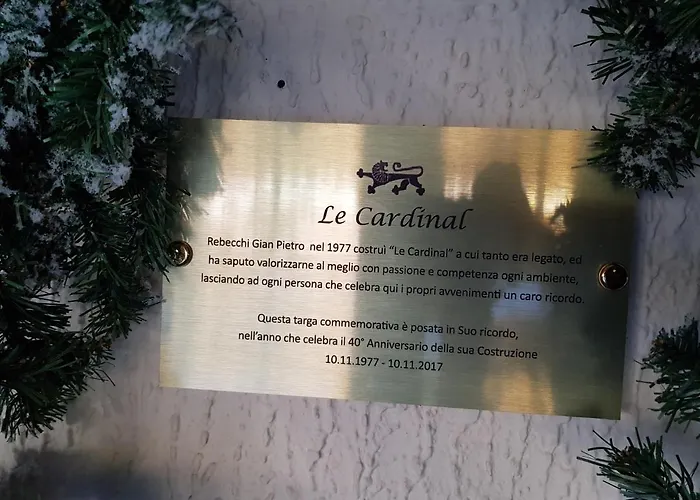 Le Cardinal
Rebecchi Gian Pietro nel 1977 costruì “Le Cardinal” a cui tanto era legato, ed
ha saputo valorizzarne al meglio con passione e competenza ogni ambiente,
lasciando ad ogni persona che celebra qui i propri avvenimenti un caro ricordo.
Questa targa commemorativa è posata in Suo ricordo,
nell’anno che celebra il 40° Anniversario della sua Costruzione
10.11.1977 - 10.11.2017